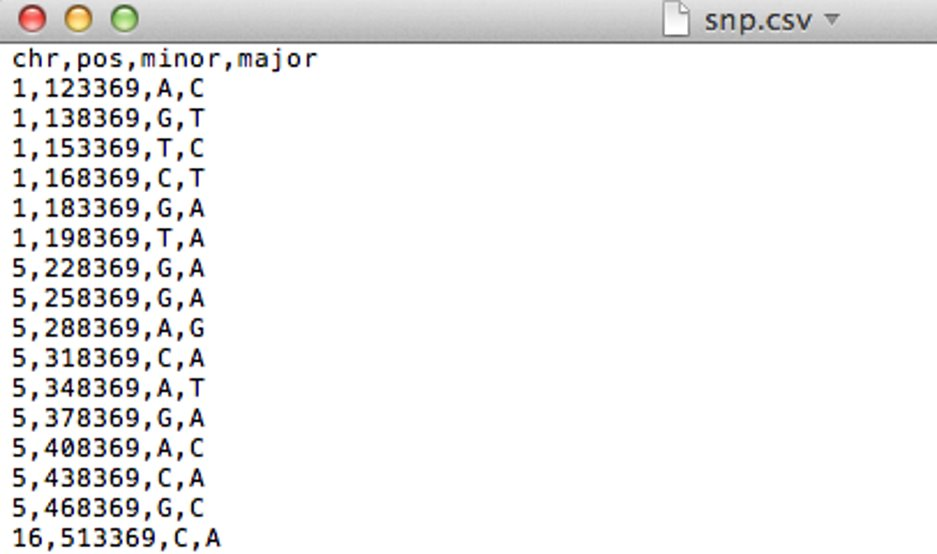 snp.csv
chr,pos,minor,major
1,123369,A,C
1,138369,G,T
1,153369,T,C
1,168369,C,T
1,183369,G,A
1,198369,T,A
5,228369,G,A
5,258369,G,A
5,288369,A,G
5,318369,C,A
5,348369,A,T
5,378369,G,A
5,408369,A,C
5,438369,C,A
5,468369,G,C
16,513369,C,A